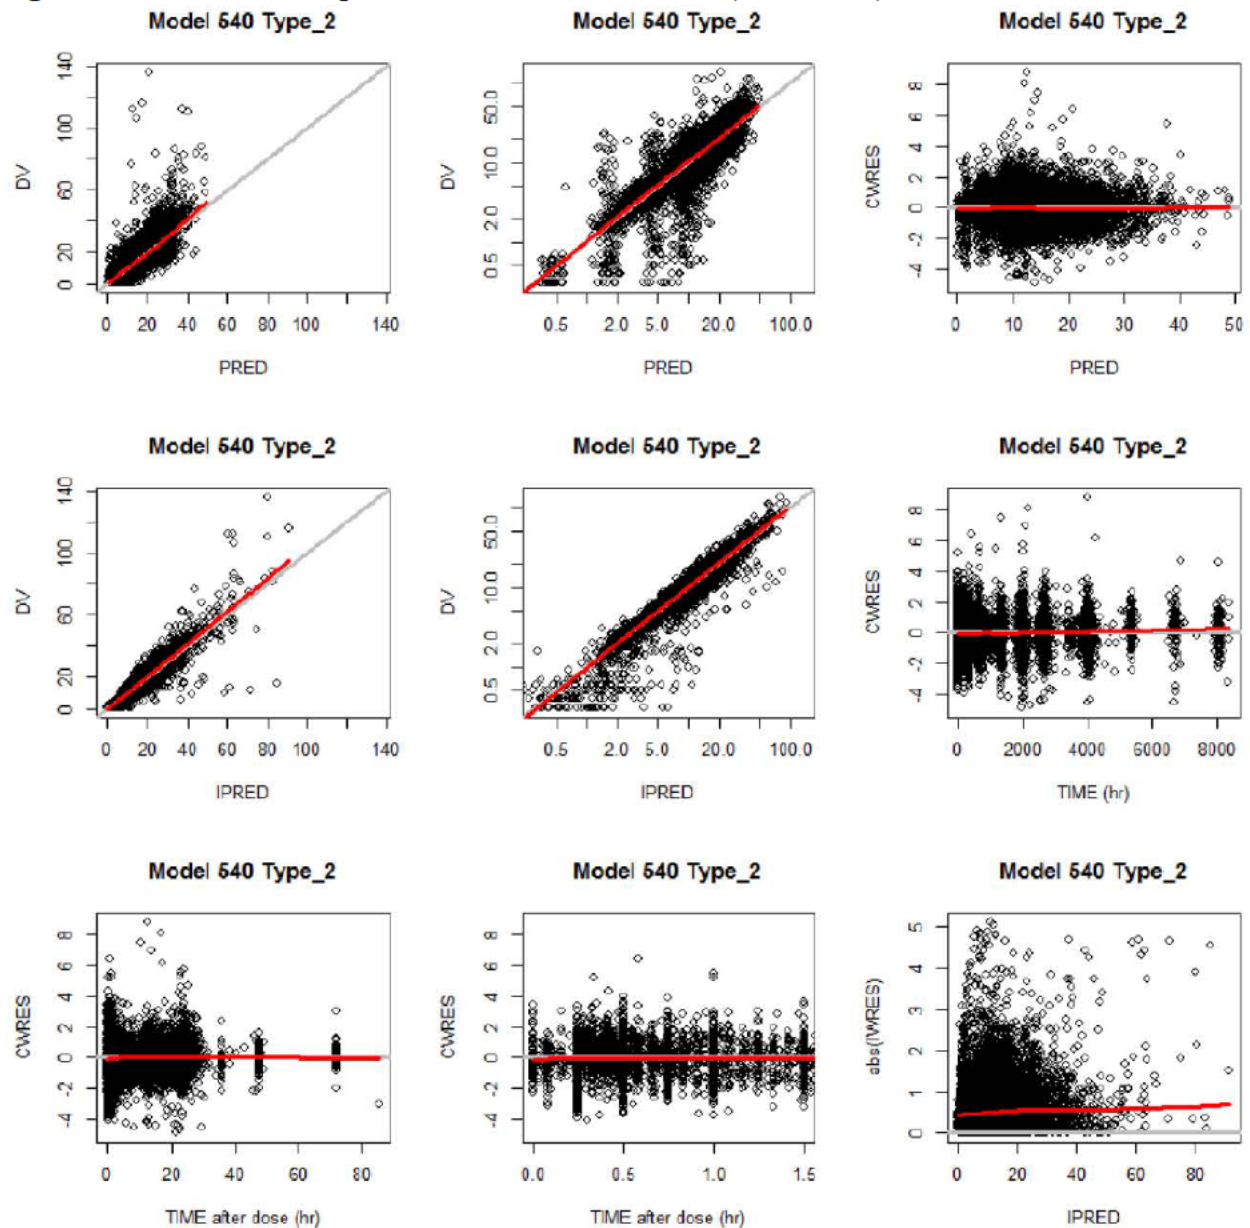 Model 540 Type_2
DV
140
100
60
20
0
0 20 40 60 80 100 140
PRED
Model 540 Type_2
DV
50.0
10.0
2.0
0.5
0.5 2.0 5.0 20.0 100.0
PRED
Model 540 Type_2
CWRES
8
6
4
2
0
-2
-4
0 10 20 30 40 50
PRED
Model 540 Type_2
DV
140
100
60
20
0
0 20 40 60 80 100 140
IPRED
Model 540 Type_2
DV
50.0
10.0
2.0
0.5
0.5 2.0 5.0 20.0 100.0
IPRED
Model 540 Type_2
CWRES
8
6
4
2
0
-2
-4
0 2000 4000 6000 8000
TIME (hr)
Model 540 Type_2
CWRES
8
6
4
2
0
-2
-4
0 20 40 60 80
TIME after dose (hr)
Model 540 Type_2
CWRES
8
6
4
2
0
-2
-4
0.0 0.5 1.0 1.5
TIME after dose (hr)
Model 540 Type_2
abs(IWRES)
5
4
3
2
1
0
0 20 40 60 80
IPRED